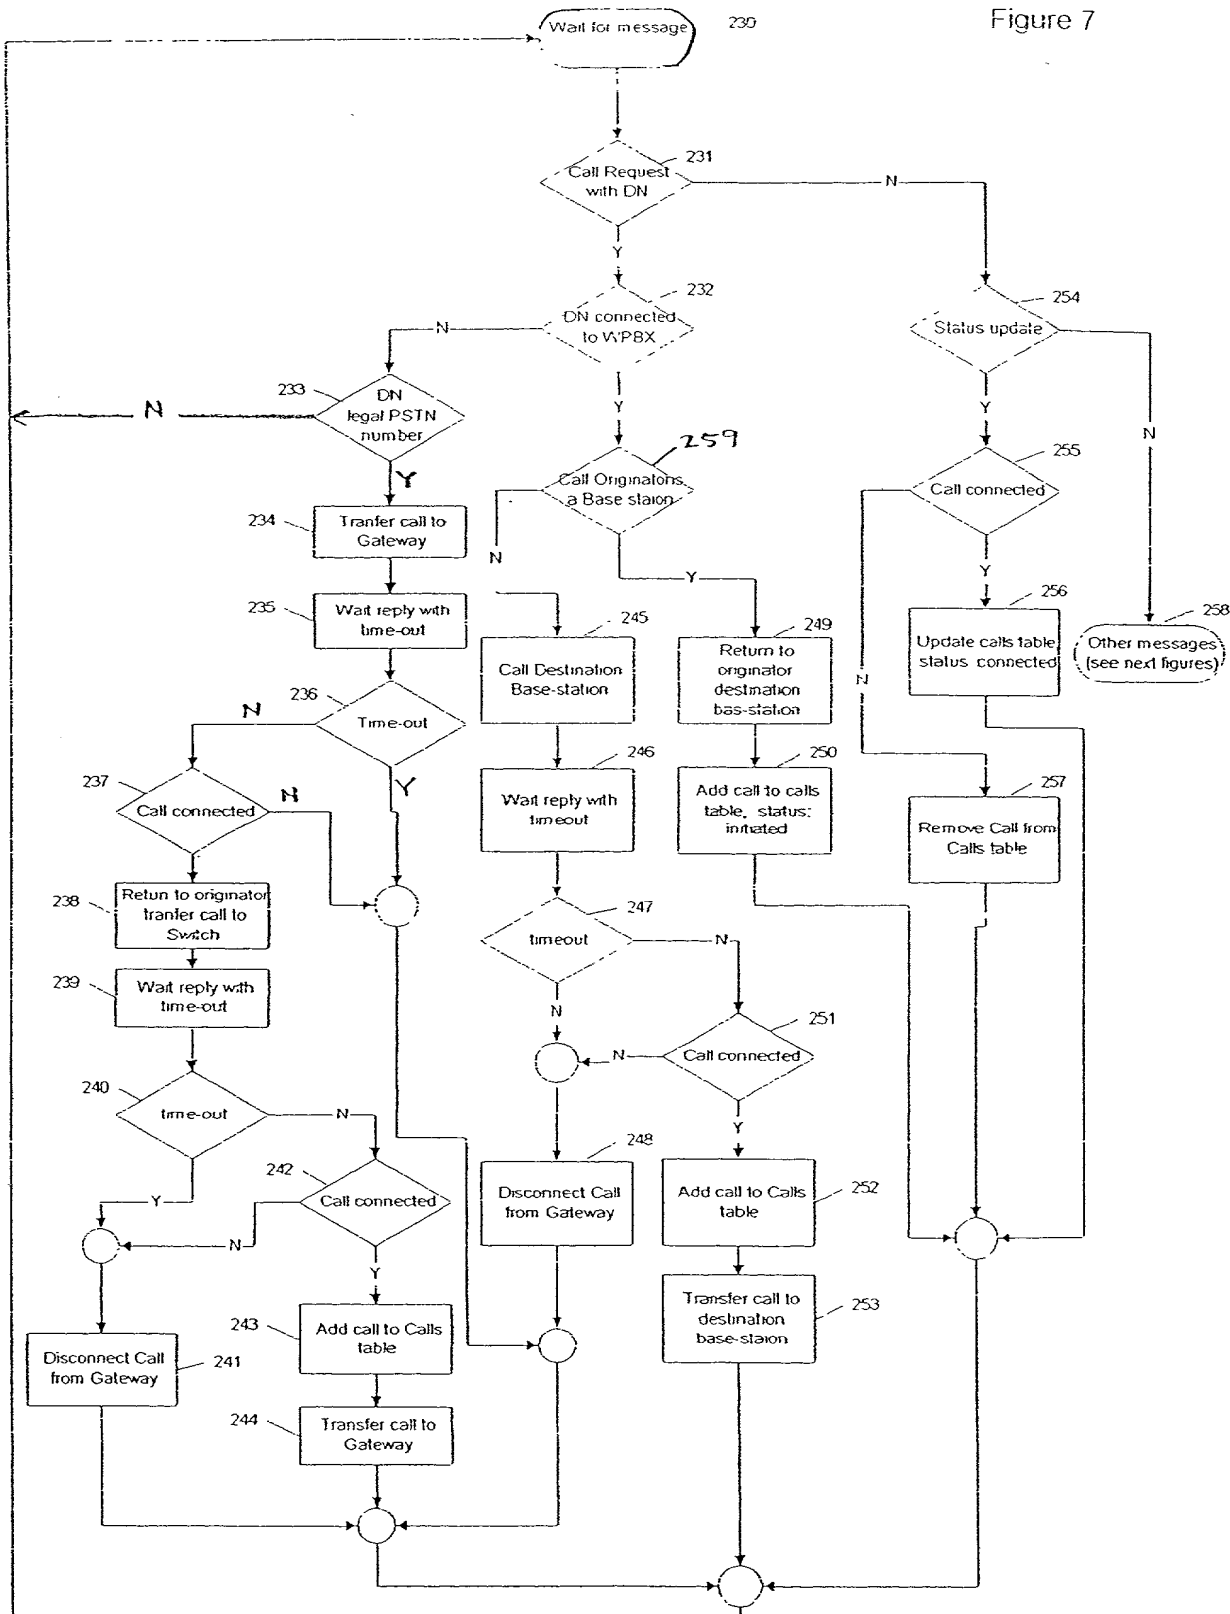 Figure 7
Wait for message
230
231
Call Request
with DN
N
Y
232
DN connected
to WPBX
N
Y
254
Status update
Y
N
233
DN
legal PSTN
number
N
Y
259
Call Originatoris
a Base staion
N
Y
255
Call connected
N
Y
234
Tranfer call to
Gateway
235
Wait reply with
time-out
236
Time-out
N
Y
245
Call Destination
Base-station
249
Return to
originator
destination
bas-station
256
Update calls table
status connected
258
Other messages
(see next figures)
237
Call connected
N
246
Wait reply with
timeout
250
Add call to calls
table, status:
initiated
257
Remove Call from
Calls table
238
Retun to originator
tranfer call to
Switch
239
Wait reply with
time-out
247
timeout
N
N
240
time-out
N
Y
251
Call connected
N
Y
242
Call connected
N
Y
248
Disconnect Call
from Gateway
252
Add call to Calls
table
253
Transfer call to
destination
base-staion
241
Disconnect Call
from Gateway
243
Add call to Calls
table
244
Transfer call to
Gateway